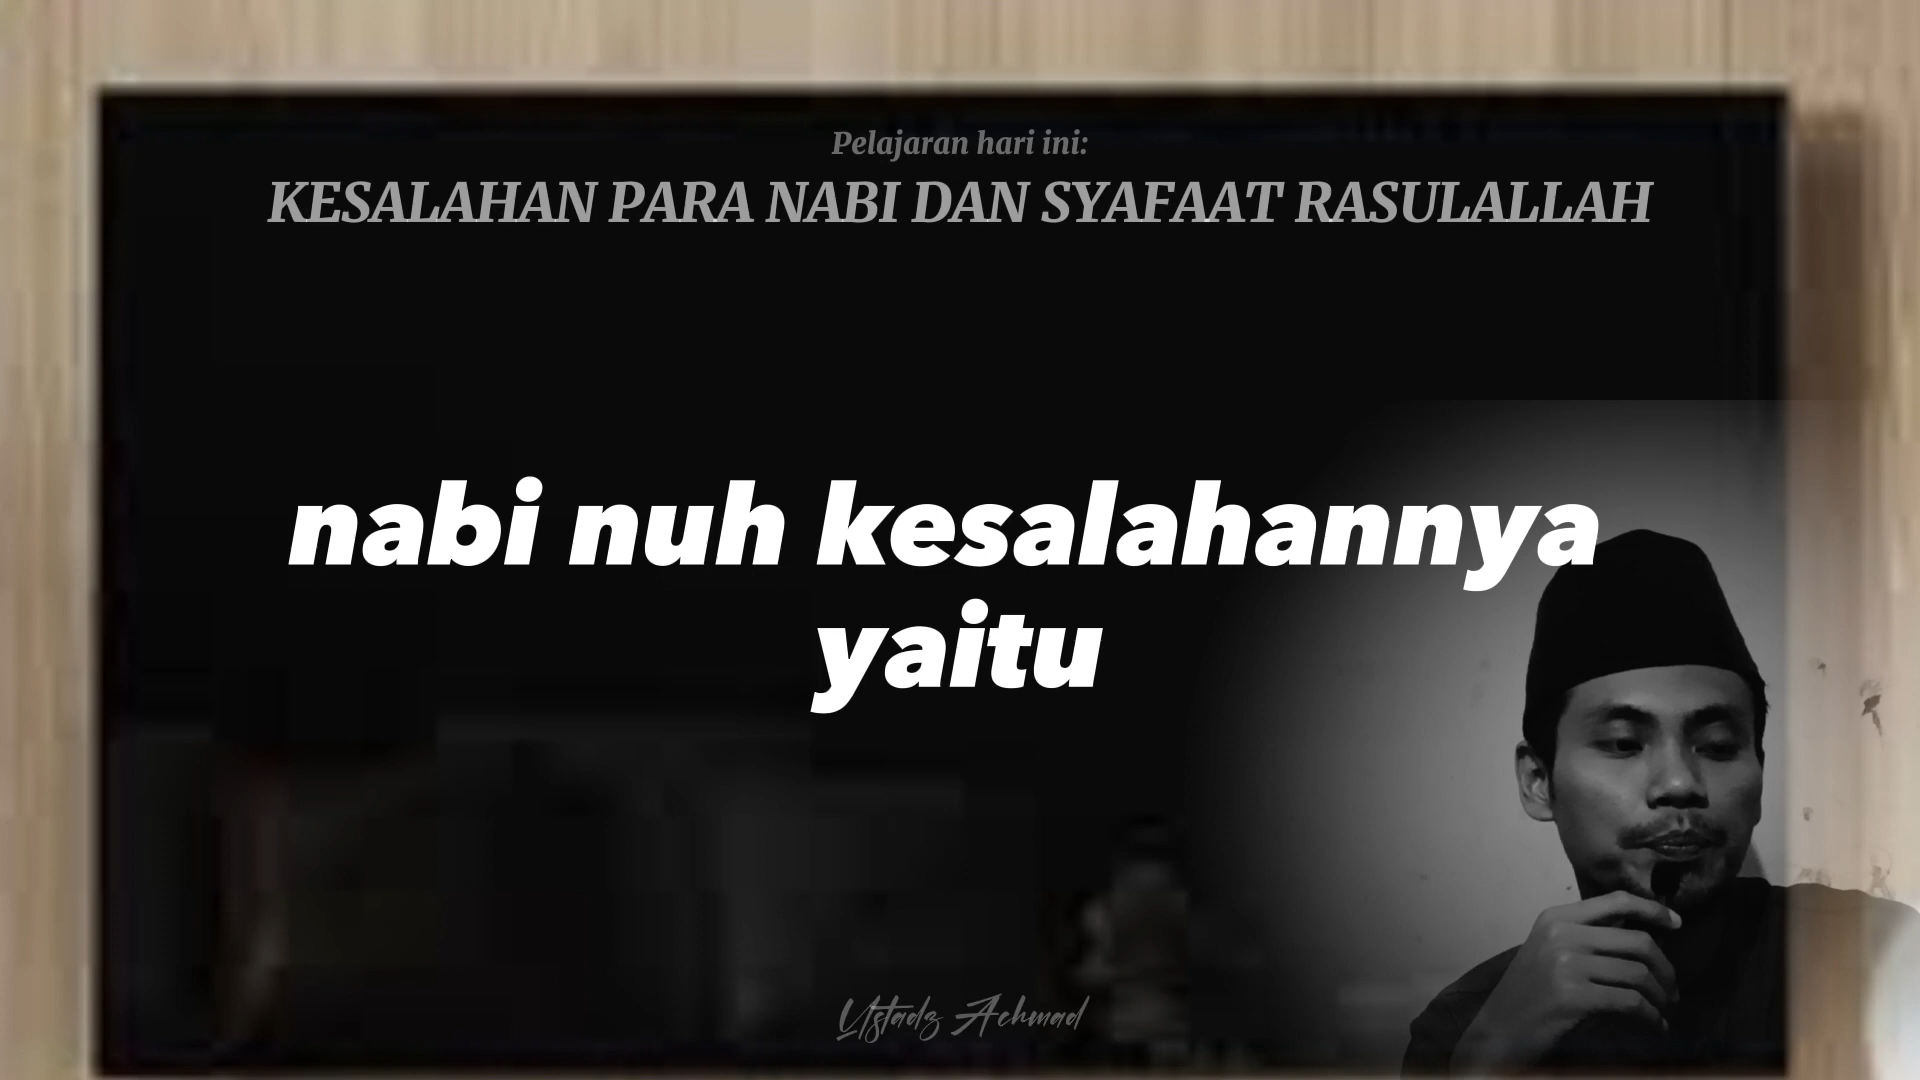 Pelajaran hari ini:
KESALAHAN PARA NABI DAN SYAFAAT RASULALLAH
nabi nuh kesalahannya
yaitu
Ustadz Achmad